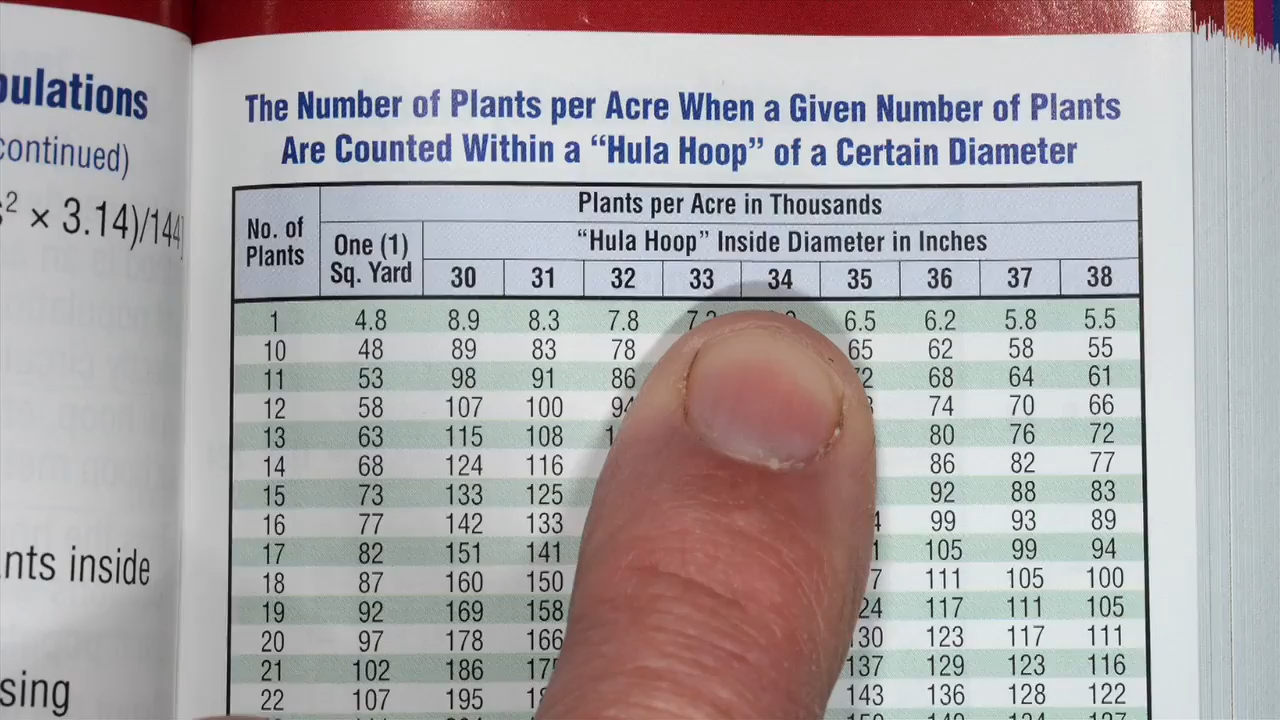 pulations
continued)
² × 3.14)/144
nts inside
sing
The Number of Plants per Acre When a Given Number of Plants
Are Counted Within a “Hula Hoop” of a Certain Diameter
No. of Plants
Plants per Acre in Thousands
One (1) Sq. Yard
“Hula Hoop” Inside Diameter in Inches
30 31 32 33 34 35 36 37 38
1 4.8 8.9 8.3 7.8 6.5 6.2 5.8 5.5
10 48 89 83 78 65 62 58 55
11 53 98 91 86 68 64 61
12 58 107 100 94 74 70 66
13 63 115 108 80 76 72
14 68 124 116 86 82 77
15 73 133 125 92 88 83
16 77 142 133 99 93 89
17 82 151 141 105 99 94
18 87 160 150 111 105 100
19 92 169 158 117 111 105
20 97 178 166 130 123 117 111
21 102 186 137 129 123 116
22 107 195 143 136 128 122